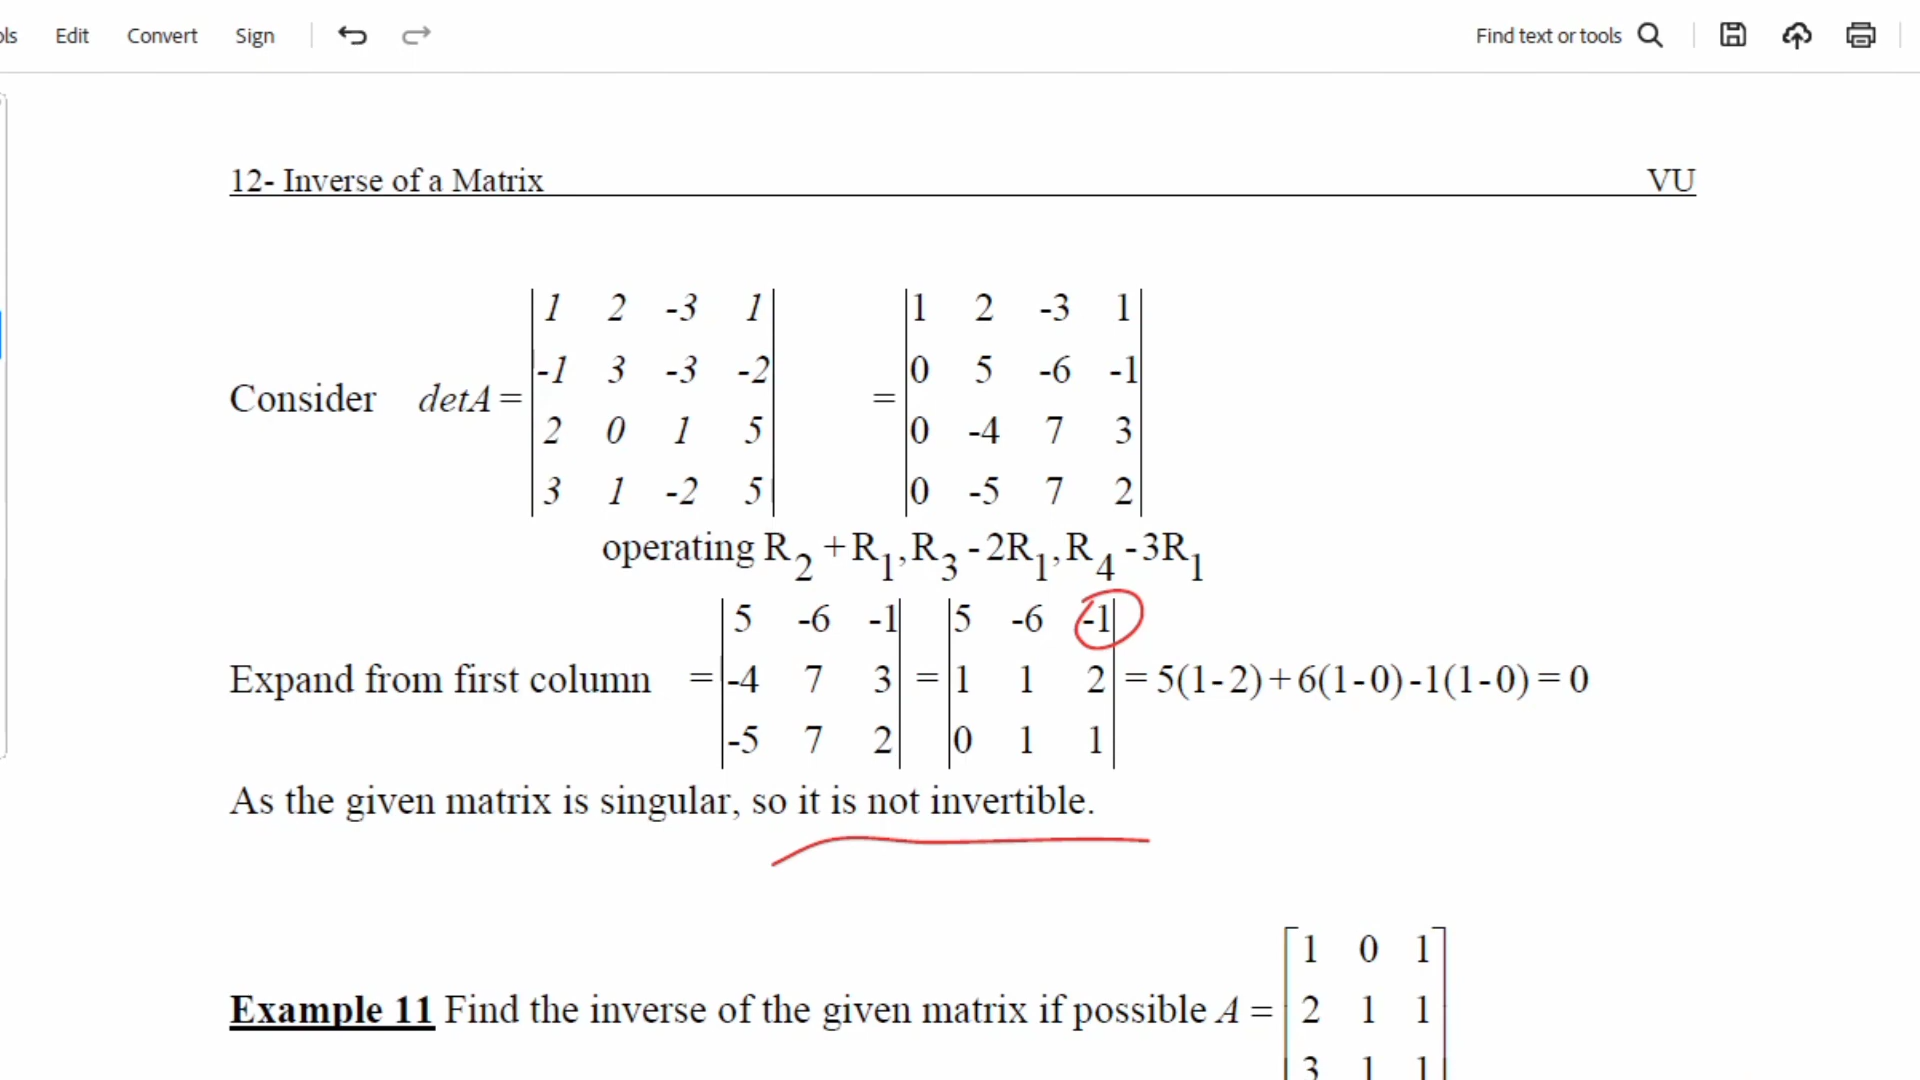 Edit Convert Sign Find text or tools
12- Inverse of a Matrix VU
Consider detA = | 1 2 -3 1 | = | 1 2 -3 1 |
| -1 3 -3 -2 | | 0 5 -6 -1 |
| 2 0 1 5 | | 0 -4 7 3 |
| 3 1 -2 5 | | 0 -5 7 2 |
operating R2 + R1, R3 - 2R1, R4 - 3R1
Expand from first column = | 5 -6 -1 | = | 5 -6 -1 | = 5(1-2)+6(1-0)-1(1-0) = 0
| -4 7 3 | | 1 1 2 |
| -5 7 2 | | 0 1 1 |
As the given matrix is singular, so it is not invertible.
Example 11 Find the inverse of the given matrix if possible A = [ 1 0 1 ]
2 1 1
3 1 1